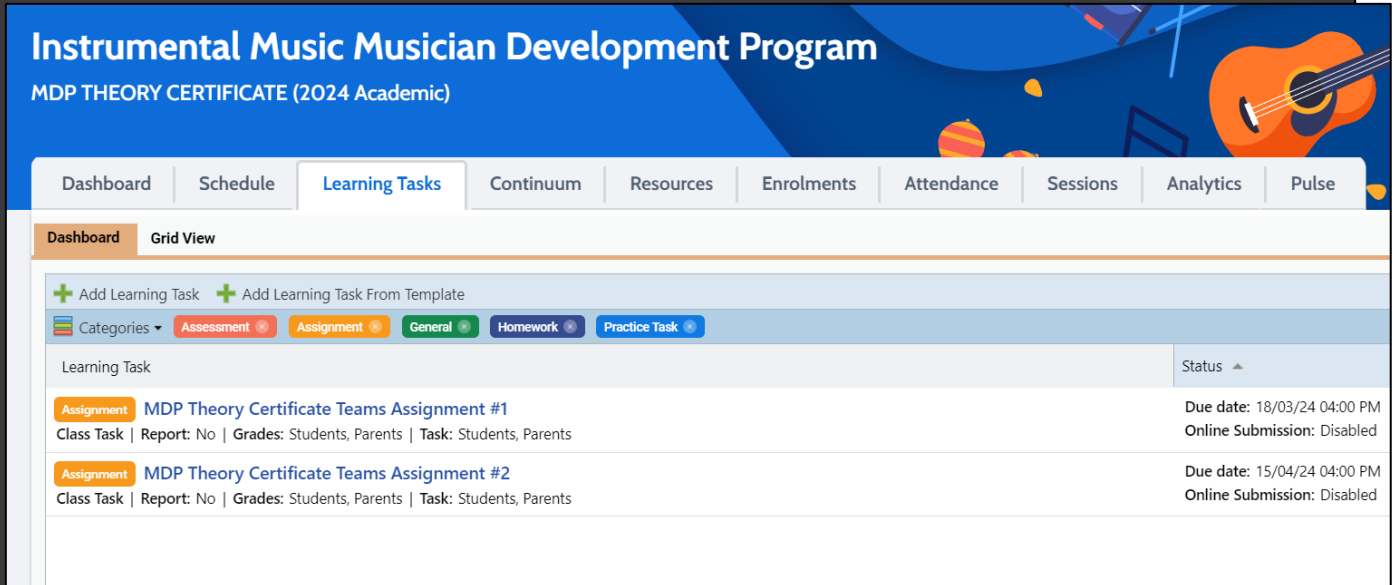 Instrumental Music Musician Development Program
MDP THEORY CERTIFICATE (2024 Academic)
Dashboard Schedule Learning Tasks Continuum Resources Enrolments Attendance Sessions Analytics Pulse
Dashboard Grid View
Add Learning Task Add Learning Task From Template
Categories Assessment Assignment General Homework Practice Task
Learning Task Status
Assignment MDP Theory Certificate Teams Assignment #1 Due date: 18/03/24 04:00 PM
Class Task | Report: No | Grades: Students, Parents | Task: Students, Parents Online Submission: Disabled
Assignment MDP Theory Certificate Teams Assignment #2 Due date: 15/04/24 04:00 PM
Class Task | Report: No | Grades: Students, Parents | Task: Students, Parents Online Submission: Disabled